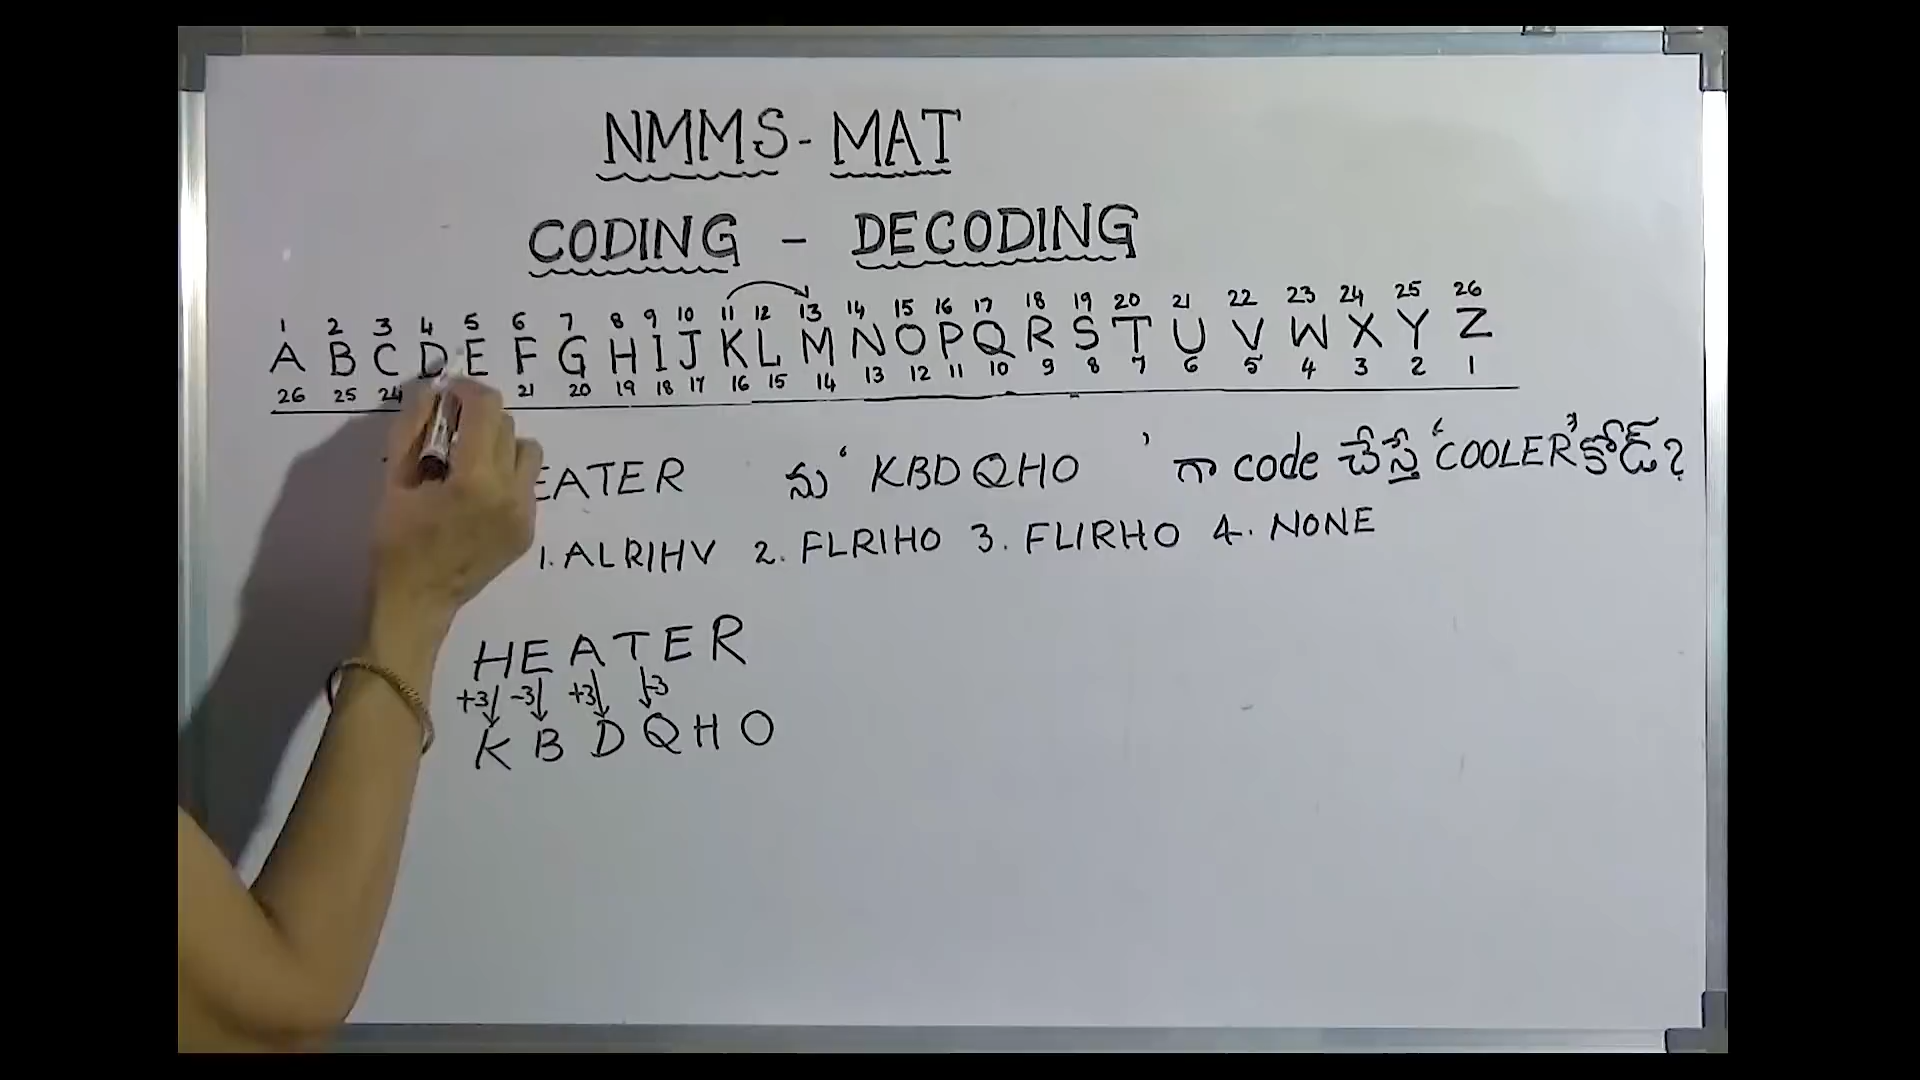 NMMS - MAT
CODING - DECODING
1 2 3 4 5 6 7 8 9 10 11 12 13 14 15 16 17 18 19 20 21 22 23 24 25 26
A B C D E F G H I J K L M N O P Q R S T U V W X Y Z
26 25 24 21 20 19 18 17 16 15 14 13 12 11 10 9 8 7 6 5 4 3 2 1
EATER ను ‘ KBDQHO ’ గా code చేస్తే ‘COOLER’ కోడ్ ?
1. ALRIHV 2. FLRIHO 3. FLIRHO 4. NONE
HEATER
+3 -3 +3 -3
KBDQHO